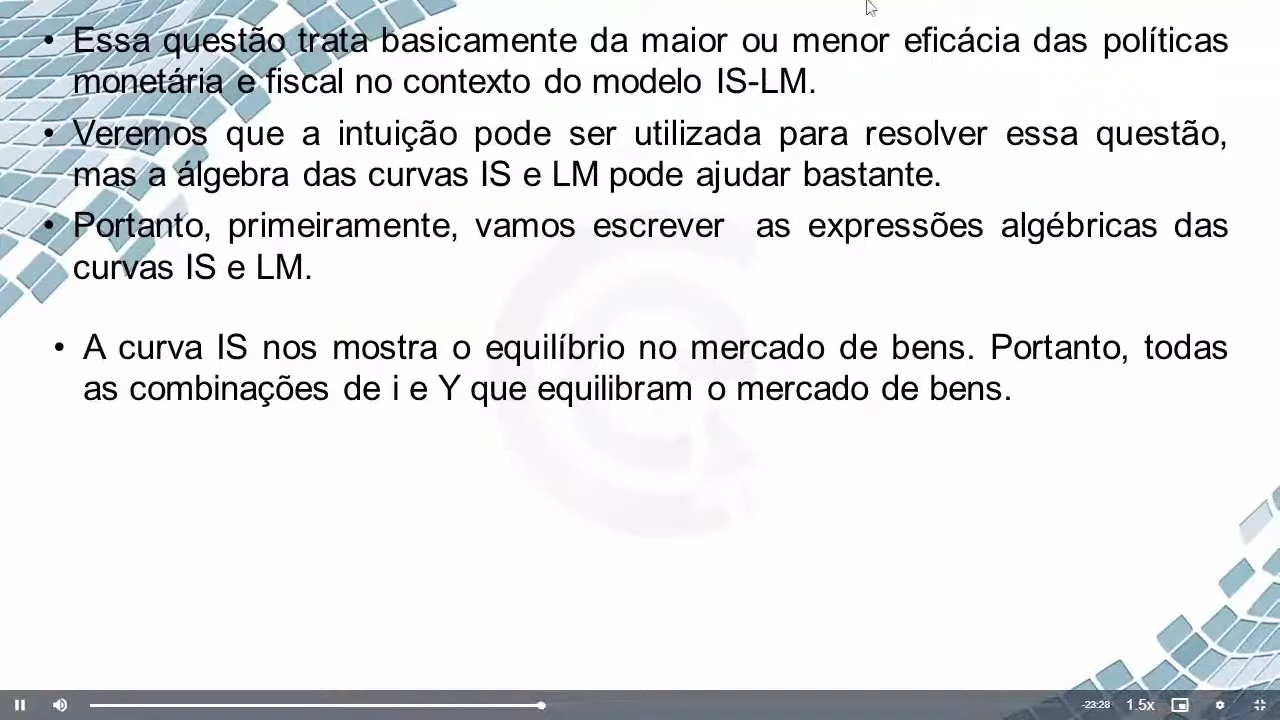 • Essa questão trata basicamente da maior ou menor eficácia das políticas
monetária e fiscal no contexto do modelo IS-LM.
• Veremos que a intuição pode ser utilizada para resolver essa questão,
mas a álgebra das curvas IS e LM pode ajudar bastante.
• Portanto, primeiramente, vamos escrever as expressões algébricas das
curvas IS e LM.
• A curva IS nos mostra o equilíbrio no mercado de bens. Portanto, todas
as combinações de i e Y que equilibram o mercado de bens.
-23:28 1.5x